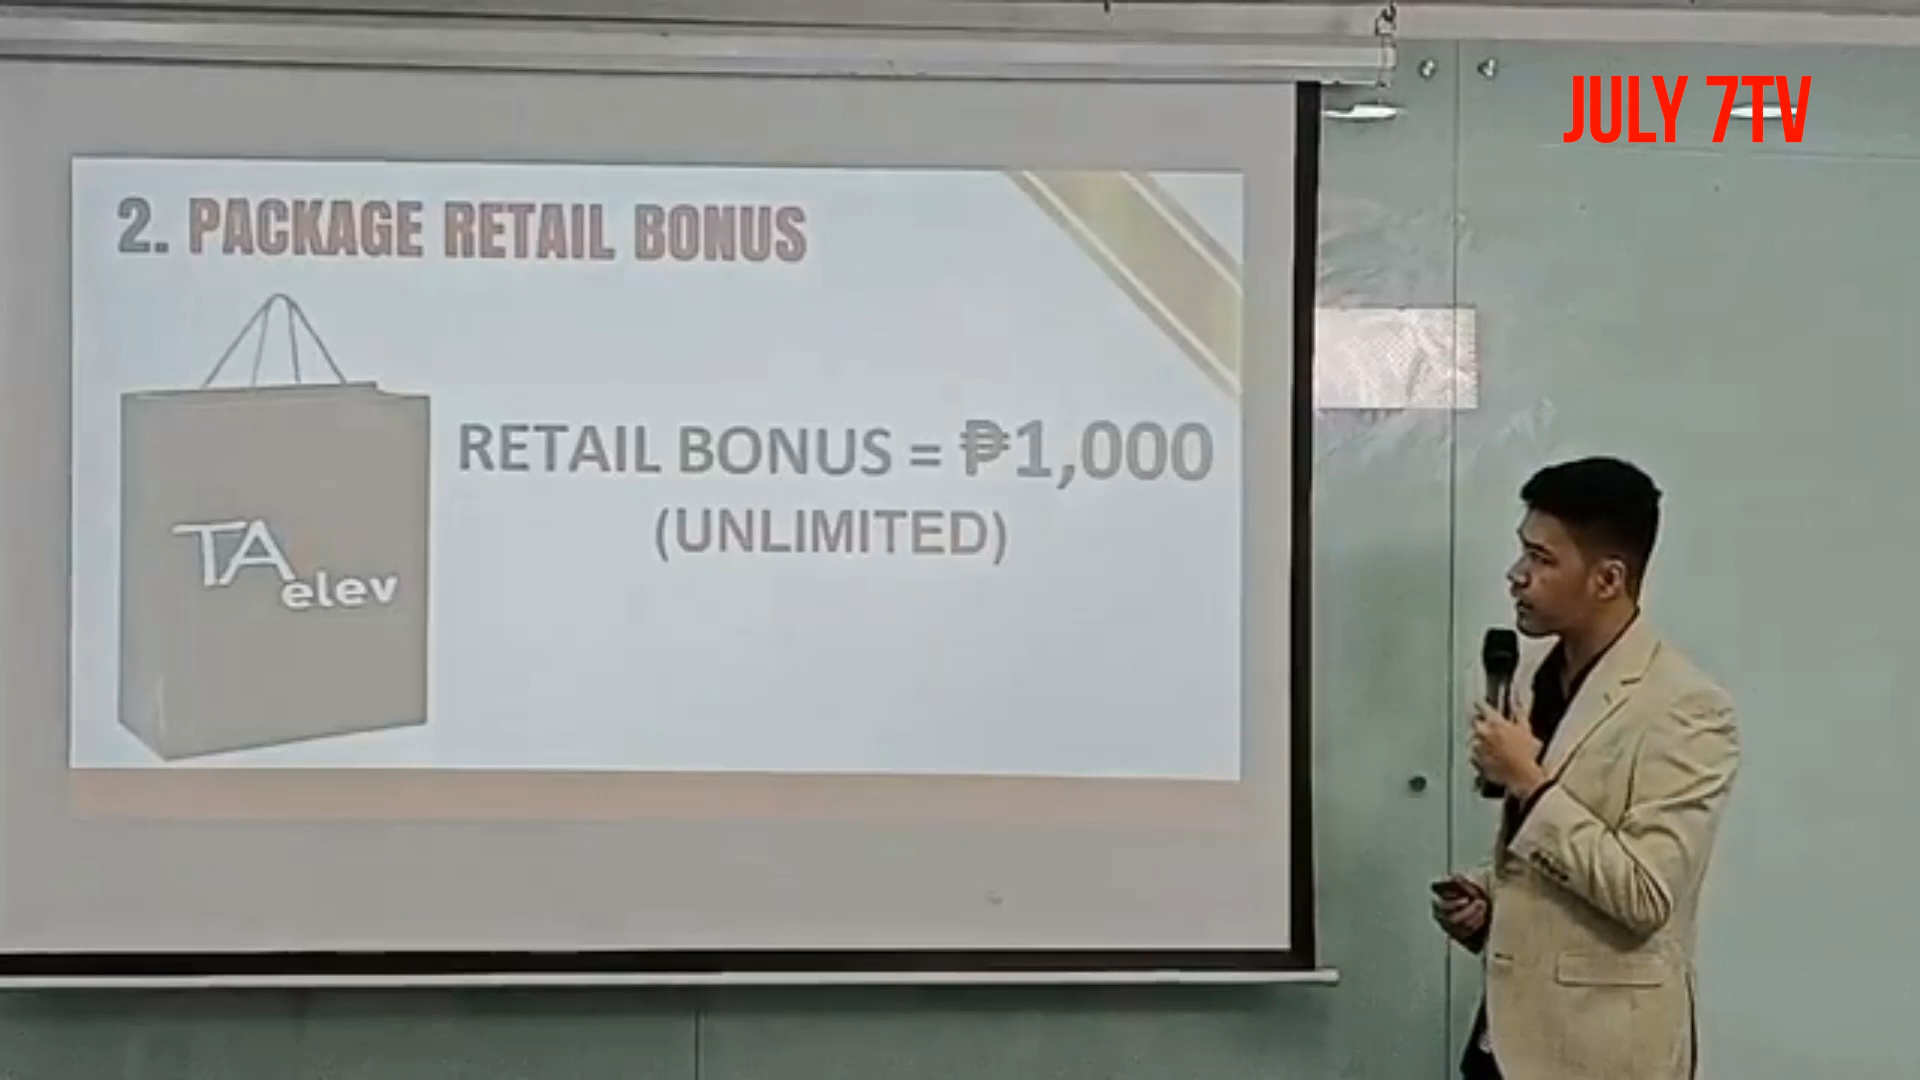 JULY 7TV
2. PACKAGE RETAIL BONUS
RETAIL BONUS = ₱1,000
(UNLIMITED)
TA
elev